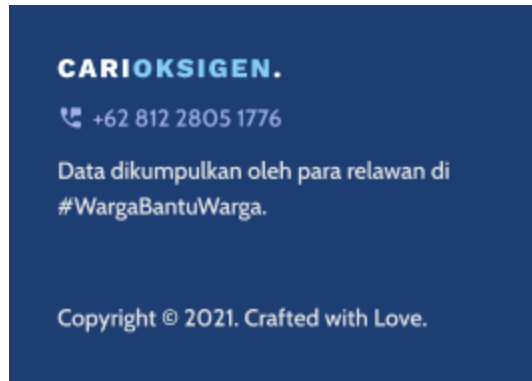 CARIOKSIGEN.
+62 812 2805 1776
Data dikumpulkan oleh para relawan di
#WargaBantuWarga.
Copyright © 2021. Crafted with Love.